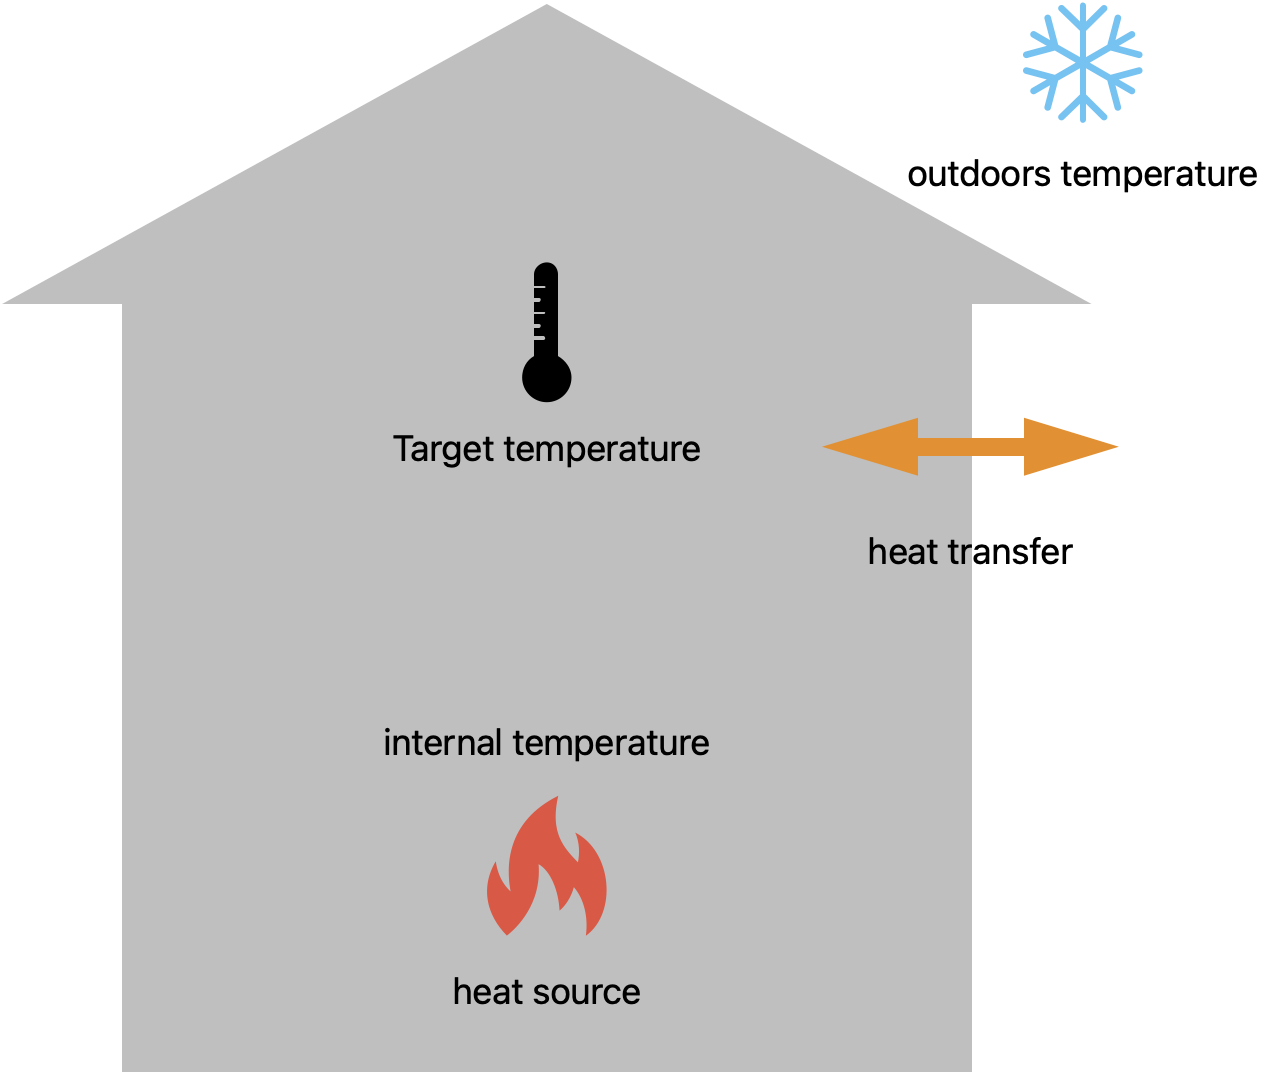 outdoors temperature
Target temperature
heat transfer
internal temperature
heat source